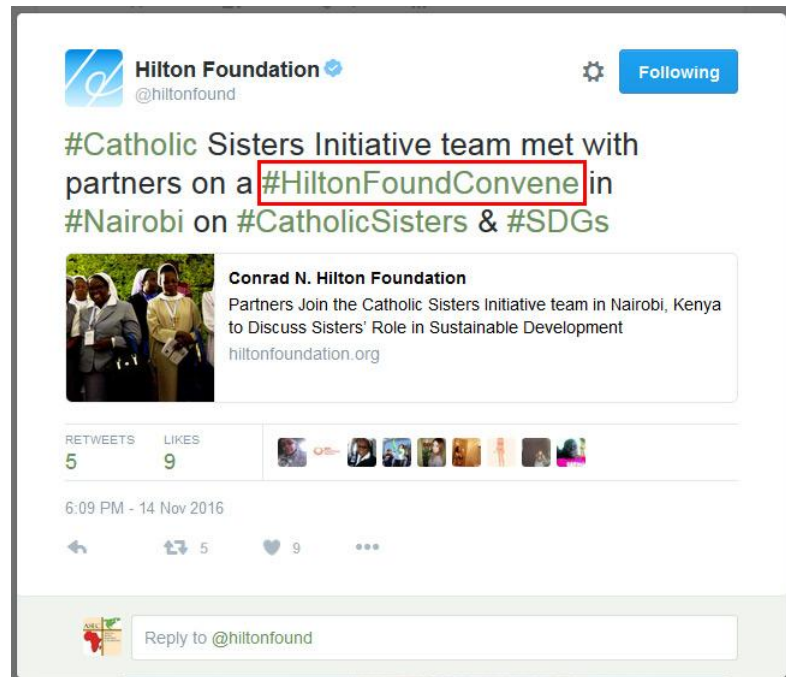 Hilton Foundation
@hiltonfound
Following
#Catholic Sisters Initiative team met with
partners on a #HiltonFoundConvene in
#Nairobi on #CatholicSisters & #SDGs
Conrad N. Hilton Foundation
Partners Join the Catholic Sisters Initiative team in Nairobi, Kenya
to Discuss Sisters' Role in Sustainable Development
hiltonfoundation.org
RETWEETS LIKES
5 9
6:09 PM - 14 Nov 2016
5 9
Reply to @hiltonfound